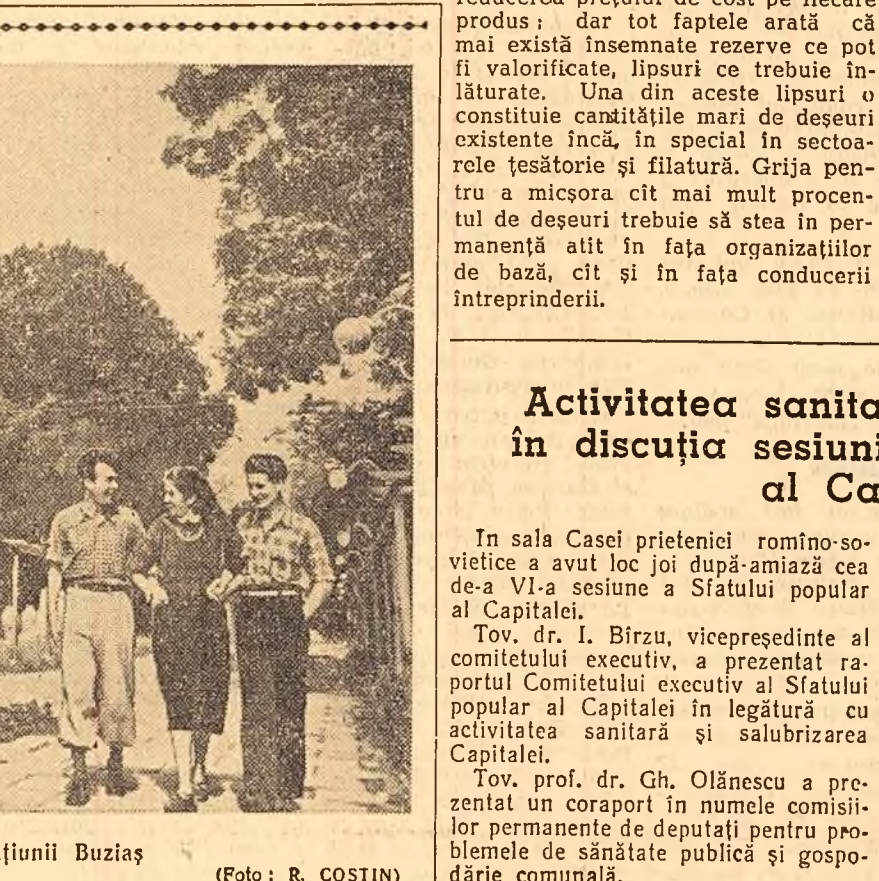 produs ; dar tot faptele arată că
mai există însemnate rezerve ce pot
fi valorificate, lipsuri ce trebuie în-
lăturate. Una din aceste lipsuri o
constituie cantitățile mari de deșeuri
existente încă, în special în sectoa-
rele țesătorie și filatură. Grija pen-
tru a micșora cît mai mult procen-
tul de deșeuri trebuie să stea în per-
manență atit în fața organizațiilor
de bază, cît și în fața conducerii
întreprinderii.
Activitatea sanita
în discuția sesiuni
al Ca
In sala Casei prieteniei romîno-so-
vietice a avut loc joi după-amiază cea
de-a VI-a sesiune a Sfatului popular
al Capitalei.
Tov. dr. I. Bîrzu, vicepreședinte al
comitetului executiv, a prezentat ra-
portul Comitetului executiv al Sfatului
popular al Capitalei în legătură cu
activitatea sanitară și salubrizarea
Capitalei.
Tov. prof. dr. Gh. Olănescu a pre-
zentat un coraport în numele comisii-
lor permanente de deputați pentru pro-
blemele de sănătate publică și gospo-
dărie comunală.
țiunii Buziaș
(Foto : R. COSTIN)